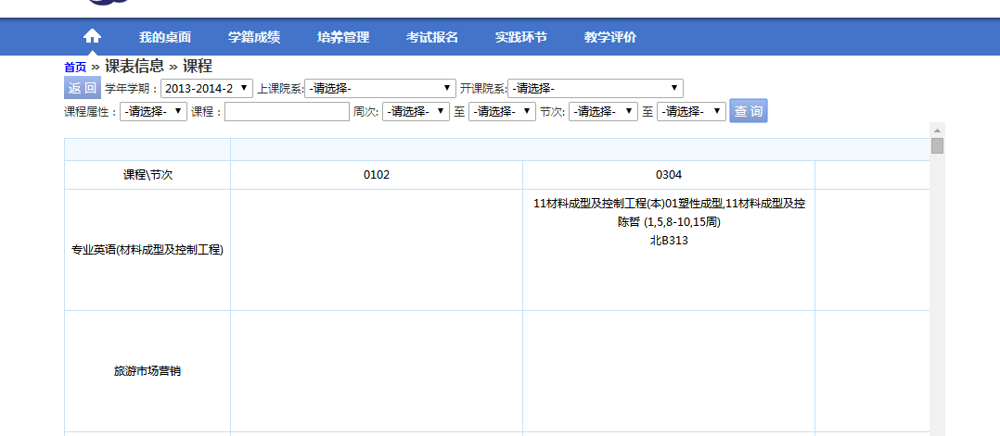 我的桌面 学籍成绩 培养管理 考试报名 实践环节 教学评价
首页 » 课表信息 » 课程
返 回 学年学期：2013-2014-2 上课院系:-请选择- 开课院系:-请选择-
课程属性：-请选择- 课程： 周次: -请选择- 至 -请选择- 节次: -请选择- 至 -请选择- 查 询
课程\节次 0102 0304
专业英语(材料成型及控制工程)
11材料成型及控制工程(本)01塑性成型,11材料成型及控
陈哲 (1,5,8-10,15周)
北B313
旅游市场营销